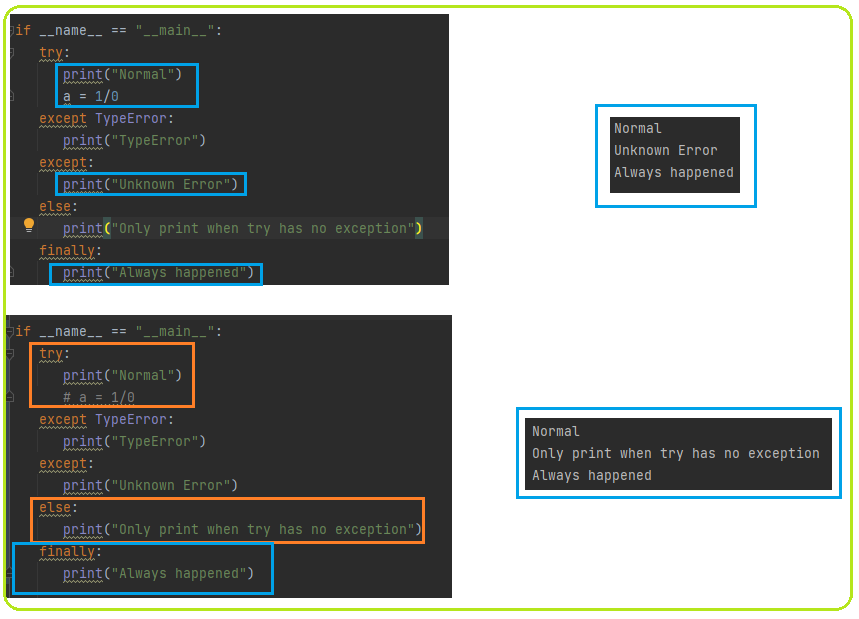 if __name__ == "__main__":
    try:
        print("Normal")
        a = 1/0
    except TypeError:
        print("TypeError")
    except:
        print("Unknown Error")
    else:
        print("Only print when try has no exception")
    finally:
        print("Always happened")
Normal
Unknown Error
Always happened
if __name__ == "__main__":
    try:
        print("Normal")
        # a = 1/0
    except TypeError:
        print("TypeError")
    except:
        print("Unknown Error")
    else:
        print("Only print when try has no exception")
    finally:
        print("Always happened")
Normal
Only print when try has no exception
Always happened